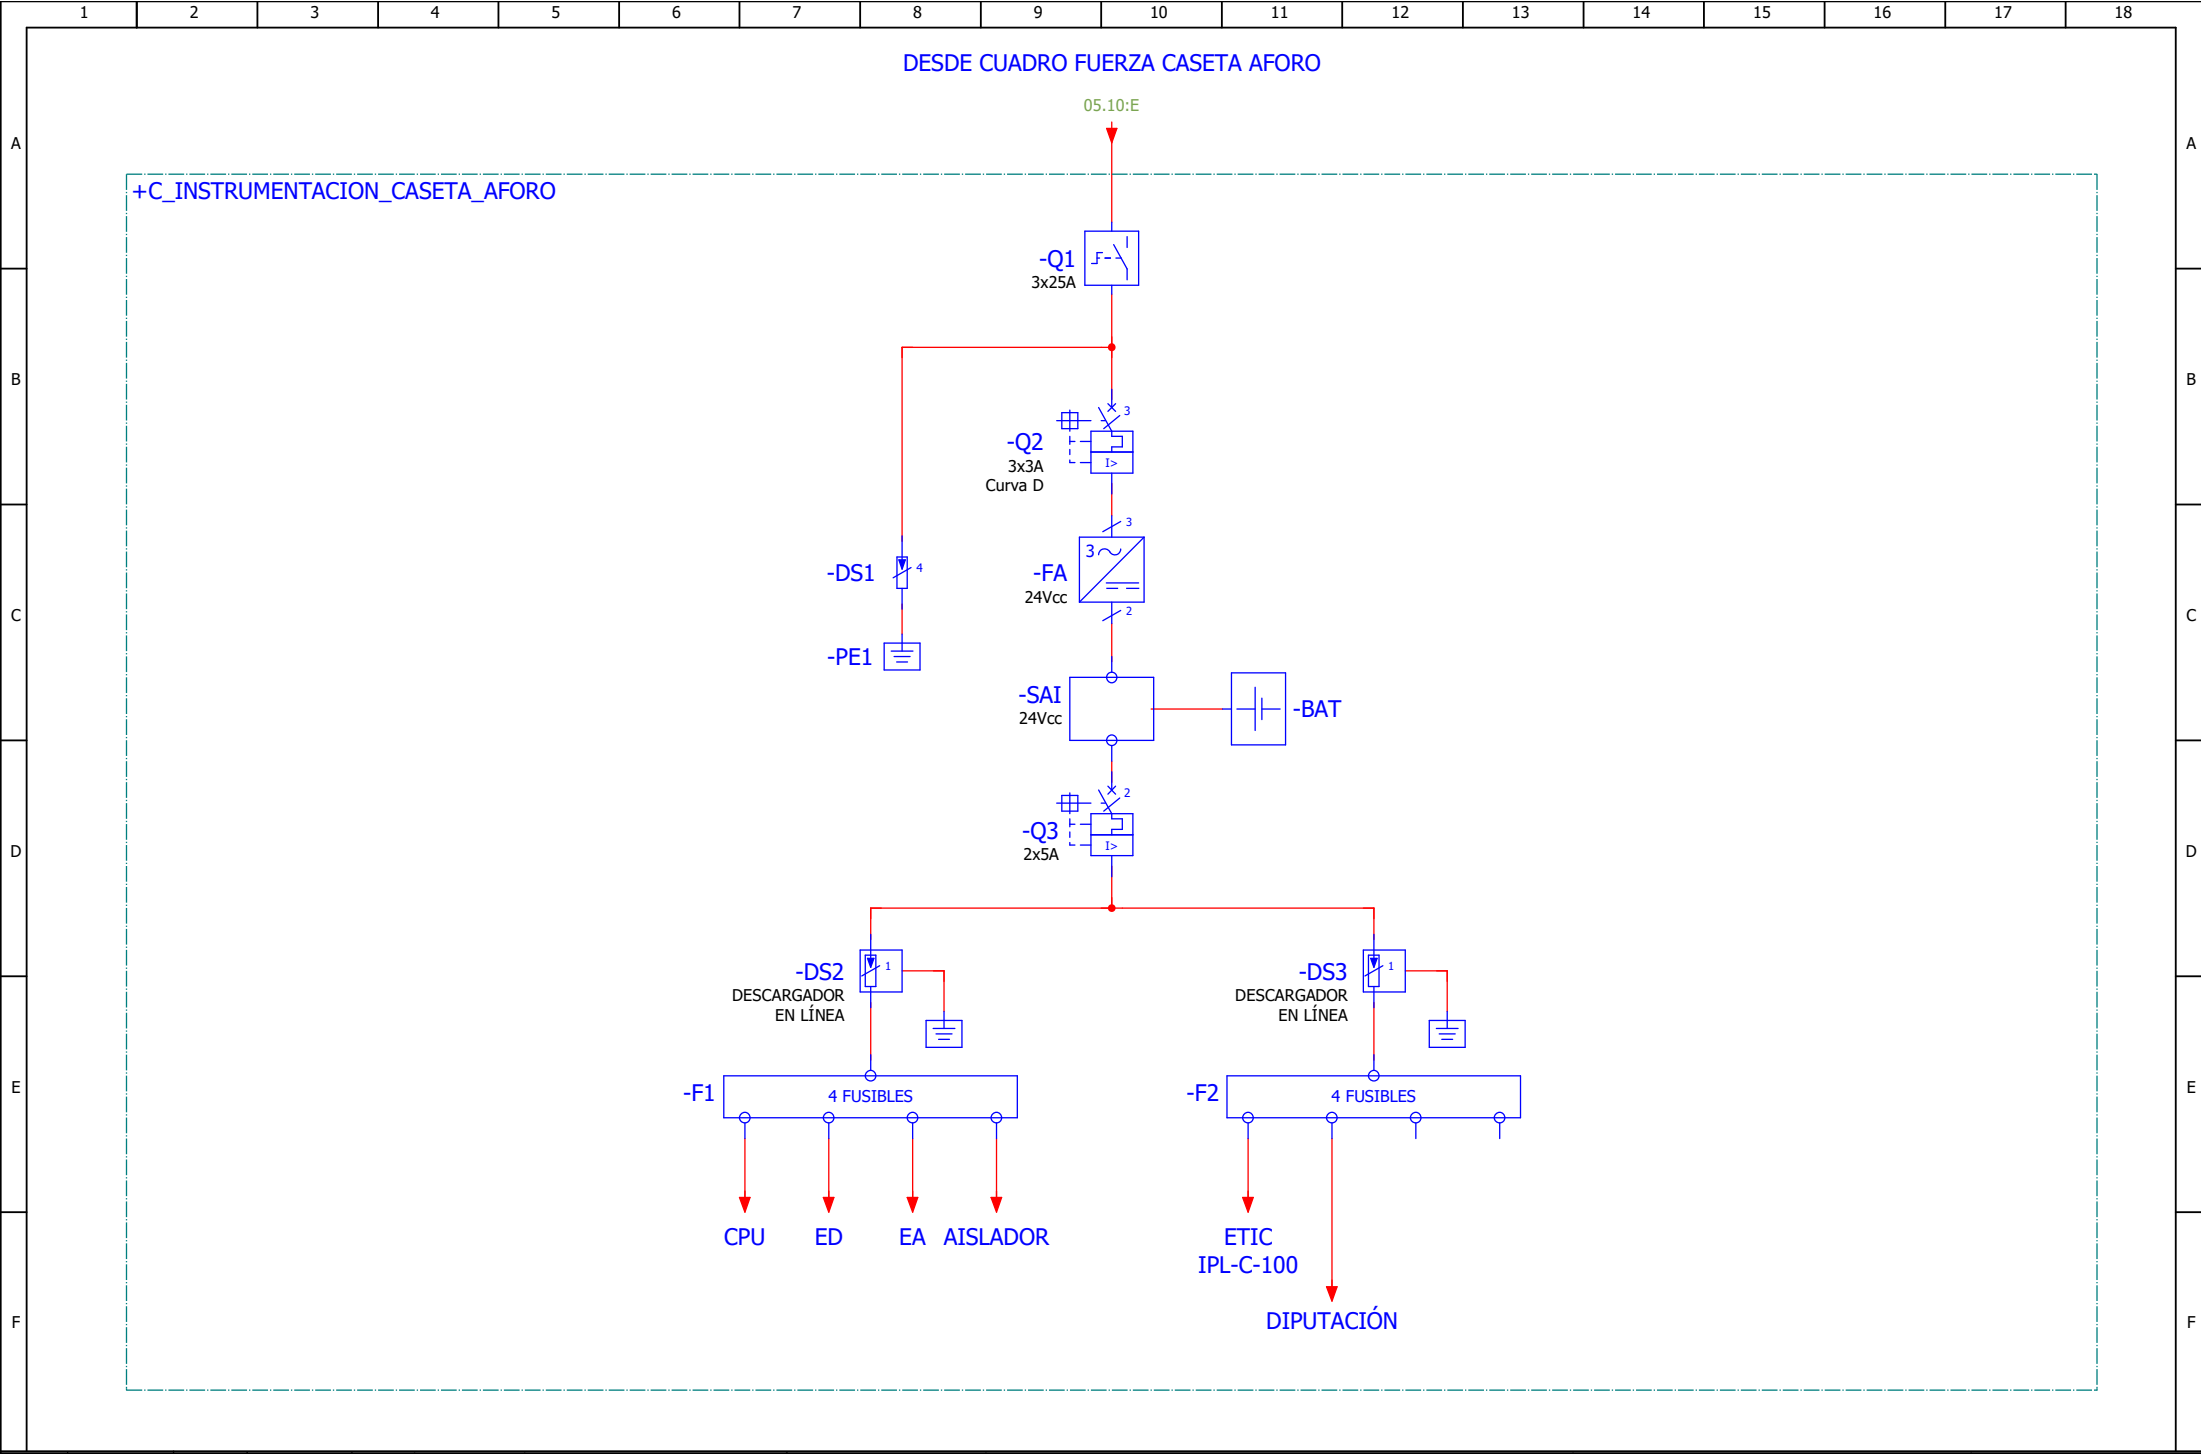 1 2 3 4 5 6 7 8 9 10 11 12 13 14 15 16 17 18
DESDE CUADRO FUERZA CASETA AFORO
05.10:E
A A
+C_INSTRUMENTACION_CASETA_AFORO
-Q1
3x25A
B B
3
-Q2
3x3A
I>
Curva D
3
3
-DS1 4
-FA
24Vcc
2
C C
-PE1
-SAI
24Vcc
-BAT
2
-Q3
2x5A
I>
D D
-DS2 1
DESCARGADOR
EN LÍNEA
-DS3 1
DESCARGADOR
EN LÍNEA
E E
-F1 4 FUSIBLES
-F2 4 FUSIBLES
CPU ED EA AISLADOR
ETIC
IPL-C-100
DIPUTACIÓN
F F